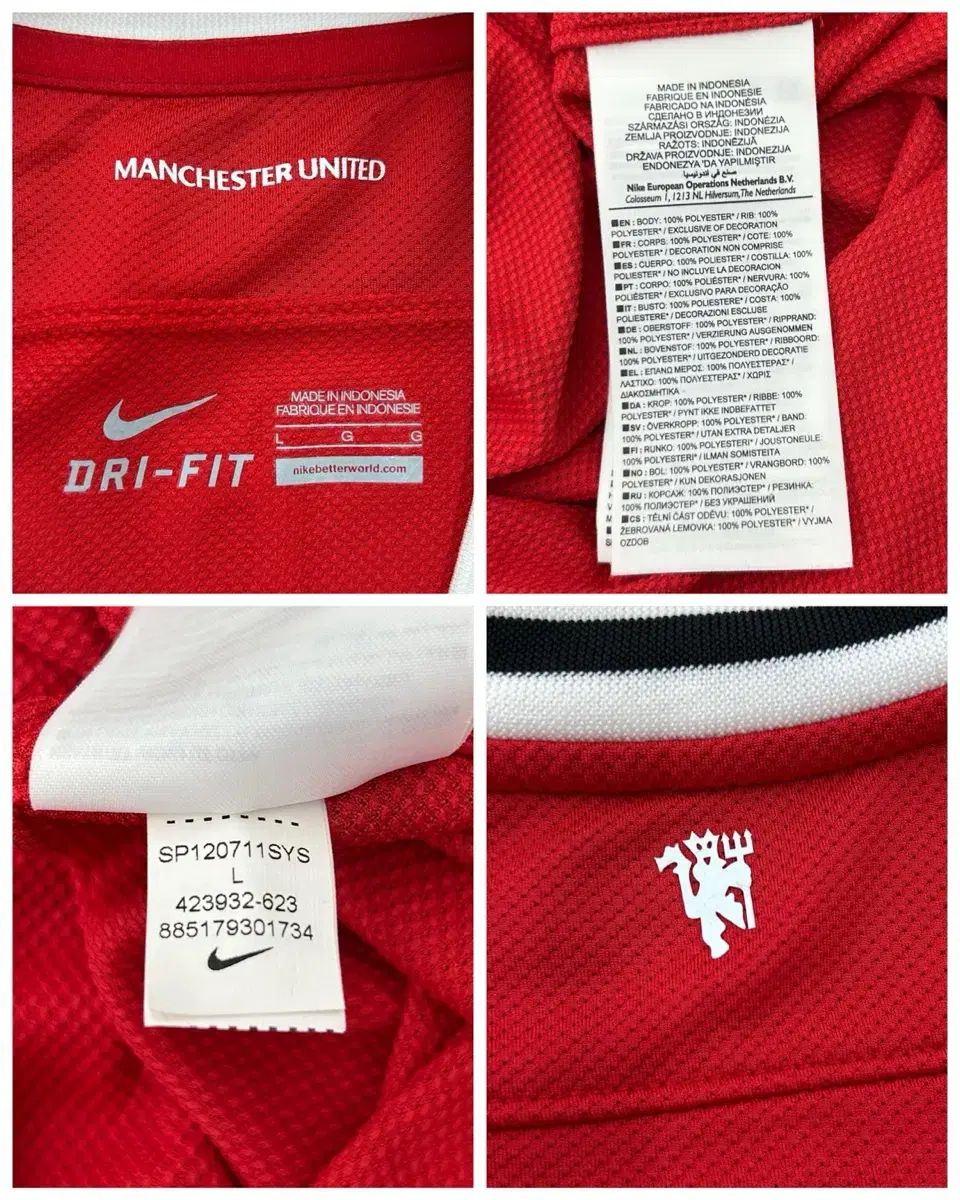 MANCHESTER UNITED
DRI-FIT
MADE IN INDONESIA
FABRIQUE EN INDONESIE
L G G
nikebetterworld.com
MADE IN INDONESIA
FABRIQUE EN INDONESIE
FABRICADO NA INDONÉSIA
СДЕЛАНО В ИНДОНЕЗИИ
SZÁRMAZÁSI ORSZÁG: INDONÉZIA
ZEMLJA PROIZVODNJE: INDONEZIJA
RAŽOTS: INDONĒZIJĀ
DRŽAVA PROIZVODNJE: INDONEZIJA
ENDONEZYA'DA YAPILMIŞTIR
صنع في اندونيسيا
Nike European Operations Netherlands B.V.
Colosseum 1, 1213 NL Hilversum, The Netherlands
EN : BODY: 100% POLYESTER* / RIB: 100%
POLYESTER* / EXCLUSIVE OF DECORATION
FR : CORPS: 100% POLYESTER* / COTE: 100%
POLYESTER* / DECORATION NON COMPRISE
ES : CUERPO: 100% POLIESTER* / COSTILLA: 100%
POLIESTER* / NO INCLUYE LA DECORACION
PT : CORPO: 100% POLIÉSTER* / NERVURA: 100%
POLIÉSTER* / EXCLUSIVO PARA DECORAÇÃO
IT : BUSTO: 100% POLIESTERE* / COSTA: 100%
POLIESTERE* / DECORAZIONI ESCLUSE
DE : OBERSTOFF: 100% POLYESTER* / RIPPRAND:
100% POLYESTER* / VERZIERUNG AUSGENOMMEN
NL : BOVENSTOF: 100% POLYESTER* / RIBBOORD:
100% POLYESTER* / UITGEZONDERD DECORATIE
EL : ΕΠΑΝΩ ΜΕΡΟΣ: 100% ΠΟΛΥΕΣΤΕΡΑΣ* /
ΛΑΣΤΙΧΟ: 100% ΠΟΛΥΕΣΤΕΡΑΣ* / ΧΩΡΙΣ
ΔΙΑΚΟΣΜΗΤΙΚΑ
DA : KROP: 100% POLYESTER* / RIBBE: 100%
POLYESTER* / PYNT IKKE INDBEFATTET
SV : ÖVERKROPP: 100% POLYESTER* / BAND:
100% POLYESTER* / UTAN EXTRA DETALJER
FI : RUNKO: 100% POLYESTERI* / JOUSTONEULE:
100% POLYESTERI* / ILMAN SOMISTEITA
NO : BOL: 100% POLYESTER* / VRANGBORD: 100%
POLYESTER* / KUN DEKORASJONEN
RU : КОРСАЖ: 100% ПОЛИЭСТЕР* / РЕЗИНКА:
100% ПОЛИЭСТЕР* / БЕЗ УКРАШЕНИЙ
CS : TĚLNÍ ČÁST ODĚVU: 100% POLYESTER* /
ŽEBROVANÁ LEMOVKA: 100% POLYESTER* / VYJMA
OZDOB
SP120711SYS
L
423932-623
885179301734